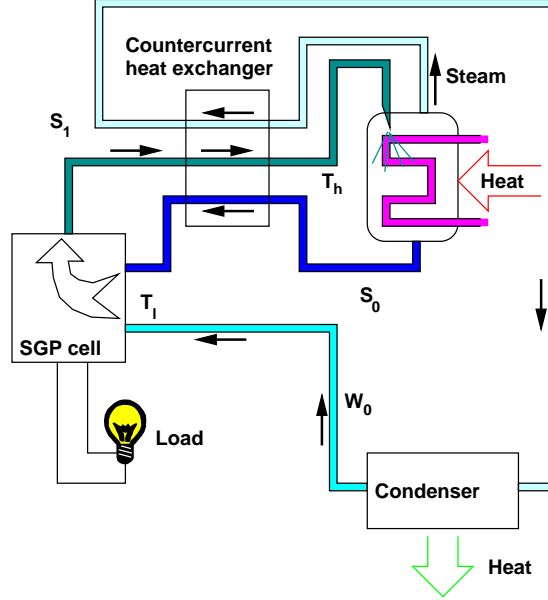 Countercurrent
heat exchanger
Steam
S₁
Tₕ
Heat
Tₗ
S₀
SGP cell
W₀
Load
Condenser
Heat